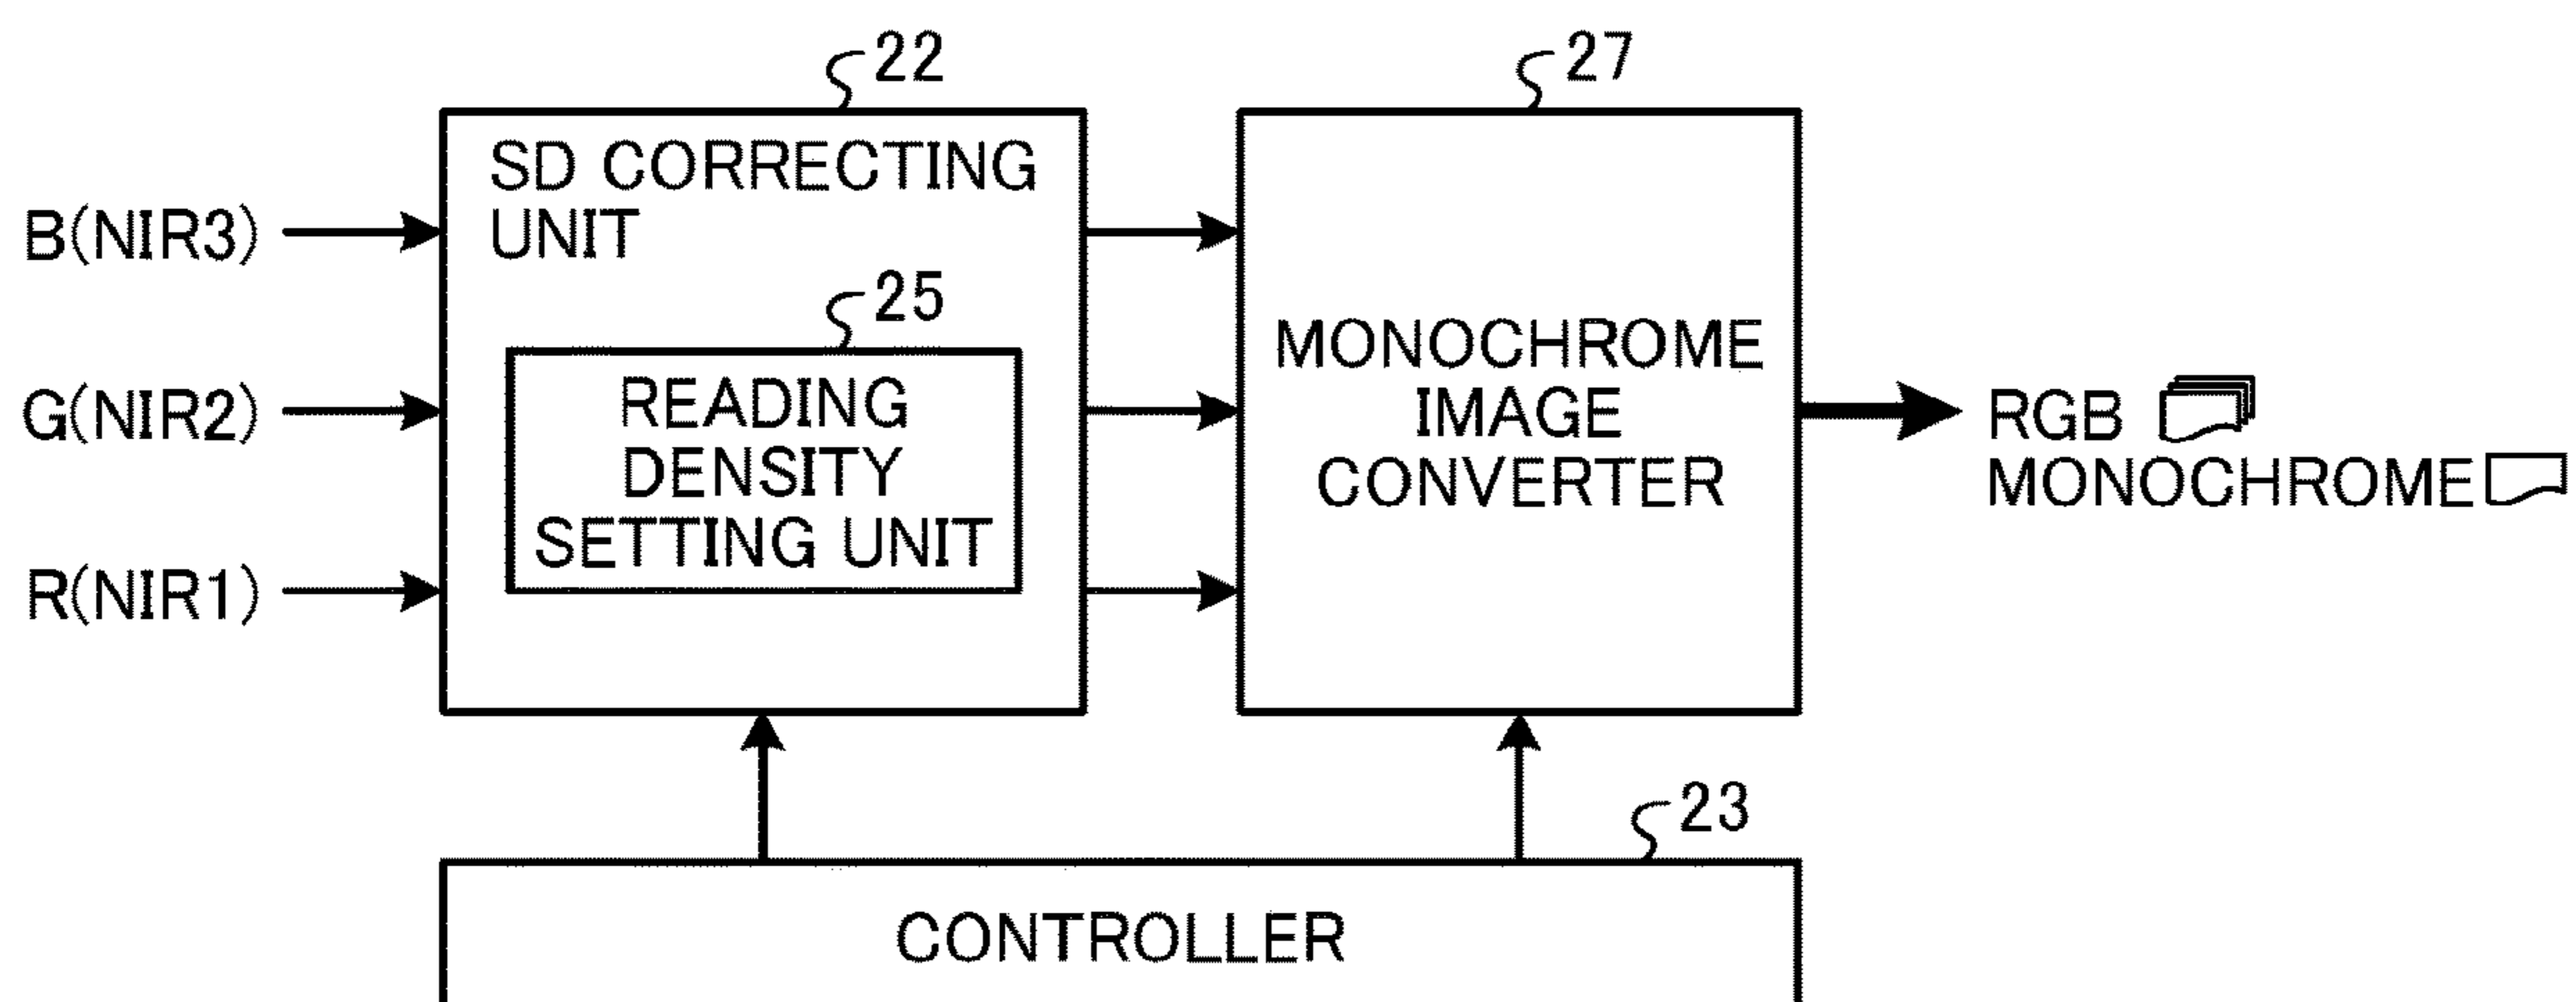 22
27
SD CORRECTING
UNIT
B(NIR3)
25
READING
DENSITY
SETTING UNIT
G(NIR2)
R(NIR1)
MONOCHROME
IMAGE
CONVERTER
RGB
MONOCHROME
23
CONTROLLER